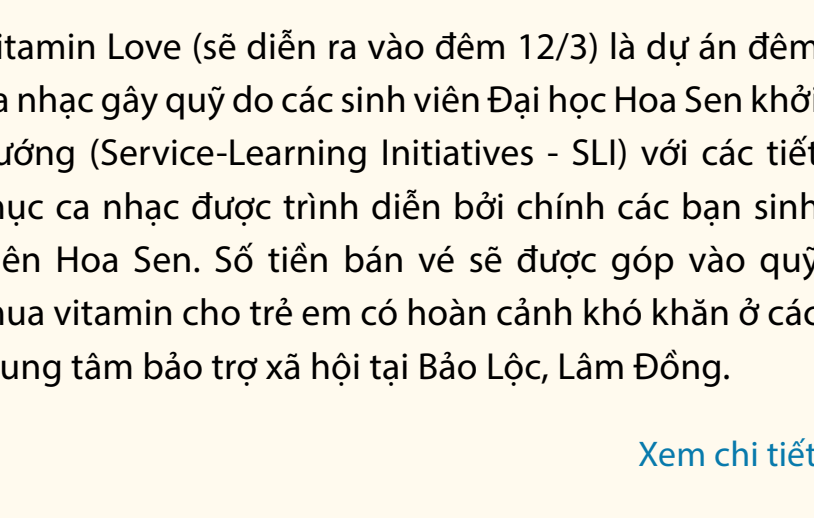 itamin Love (sẽ diễn ra vào đêm 12/3) là dự án đêm
a nhạc gây quỹ do các sinh viên Đại học Hoa Sen khởi
ướng (Service-Learning Initiatives - SLI) với các tiết
ục ca nhạc được trình diễn bởi chính các bạn sinh
iên Hoa Sen. Số tiền bán vé sẽ được góp vào quỹ
ua vitamin cho trẻ em có hoàn cảnh khó khăn ở các
ung tâm bảo trợ xã hội tại Bảo Lộc, Lâm Đồng.
Xem chi tiết